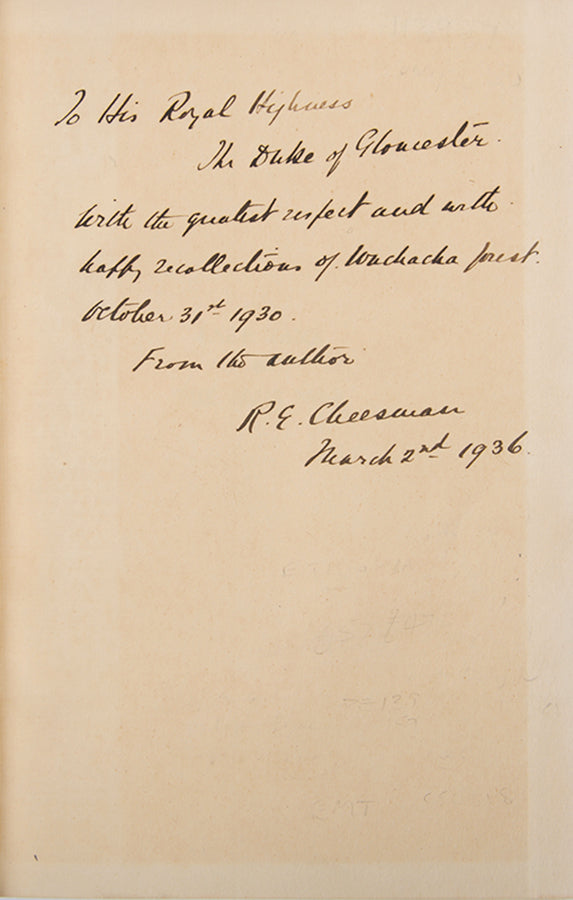 To His Royal Highness
The Duke of Gloucester.
With the greatest respect and with
happy recollections of Wuchacha forest.
October 31st 1930.
From the author
R. E. Cheesman
March 2nd 1936.